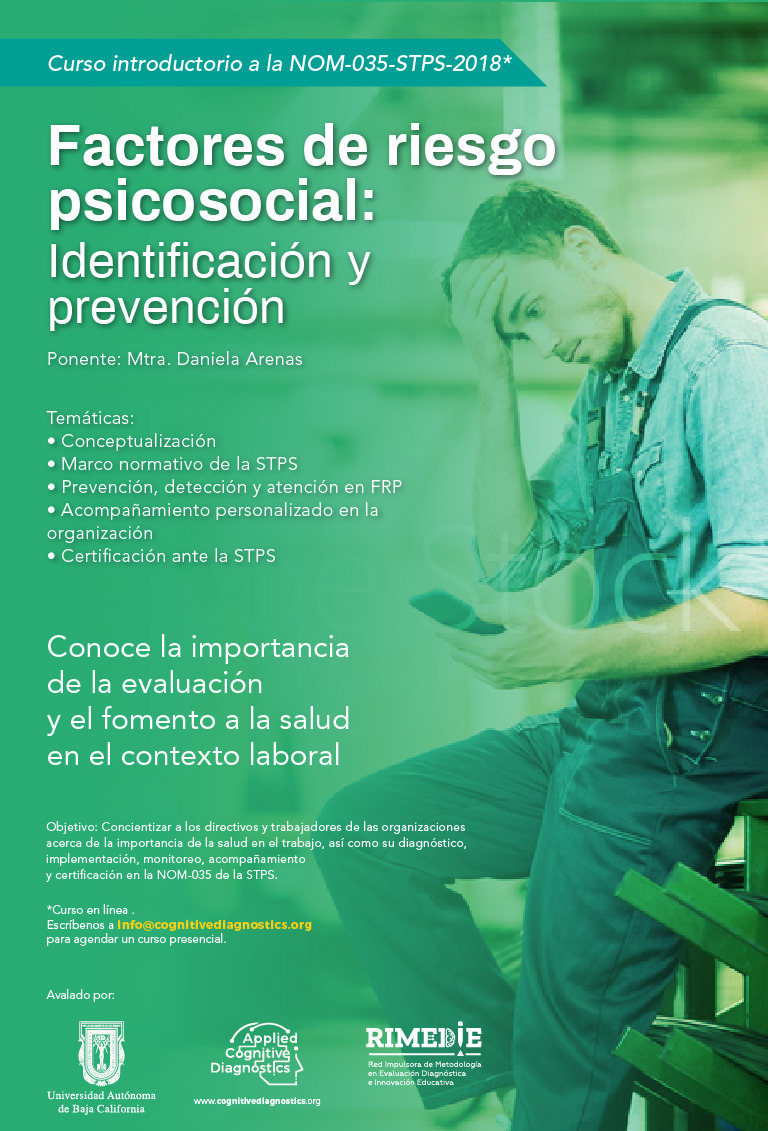 Curso introductorio a la NOM-035-STPS-2018*
Factores de riesgo
psicosocial:
Identificación y
prevención
Ponente: Mtra. Daniela Arenas
Temáticas:
• Conceptualización
• Marco normativo de la STPS
• Prevención, detección y atención en FRP
• Acompañamiento personalizado en la
organización
• Certificación ante la STPS
de Stock
Conoce la importancia
de la evaluación
y el fomento a la salud
en el contexto laboral
Objetivo: Concientizar a los directivos y trabajadores de las organizaciones
acerca de la importancia de la salud en el trabajo, así como su diagnóstico,
implementación, monitoreo, acompañamiento
y certificación en la NOM-035 de la STPS.
*Curso en línea .
Escríbenos a info@cognitivediagnostics.org
para agendar un curso presencial.
Avalado por:
Universidad Autónoma
de Baja California
Applied
Cognitive
Diagnostics
www.cognitivediagnostics.org
RIMEDIE
Red Impulsora de Metodología
en Evaluación Diagnóstica
e Innovación Educativa